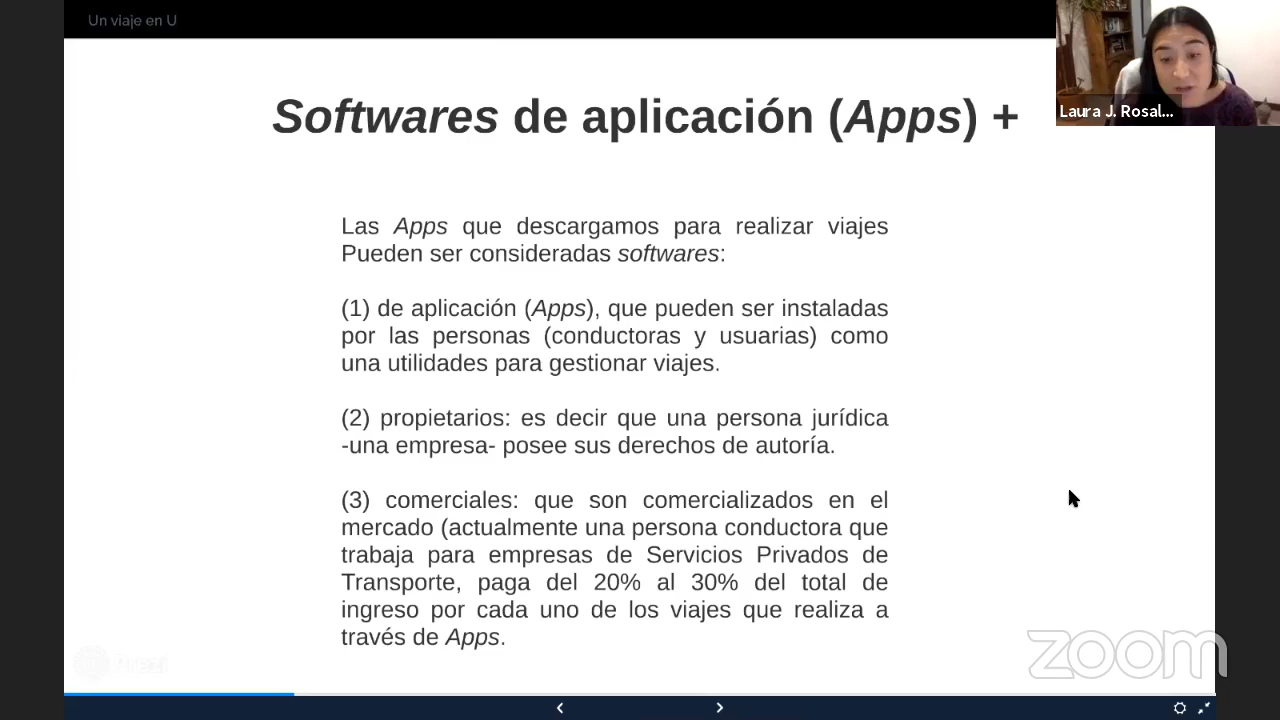 Un viaje en U
Softwares de aplicación (Apps) +
Laura J. Rosal...
Las Apps que descargamos para realizar viajes
Pueden ser consideradas softwares:
(1) de aplicación (Apps), que pueden ser instaladas
por las personas (conductoras y usuarias) como
una utilidades para gestionar viajes.
(2) propietarios: es decir que una persona jurídica
-una empresa- posee sus derechos de autoría.
(3) comerciales: que son comercializados en el
mercado (actualmente una persona conductora que
trabaja para empresas de Servicios Privados de
Transporte, paga del 20% al 30% del total de
ingreso por cada uno de los viajes que realiza a
través de Apps.
Prezi
zoom